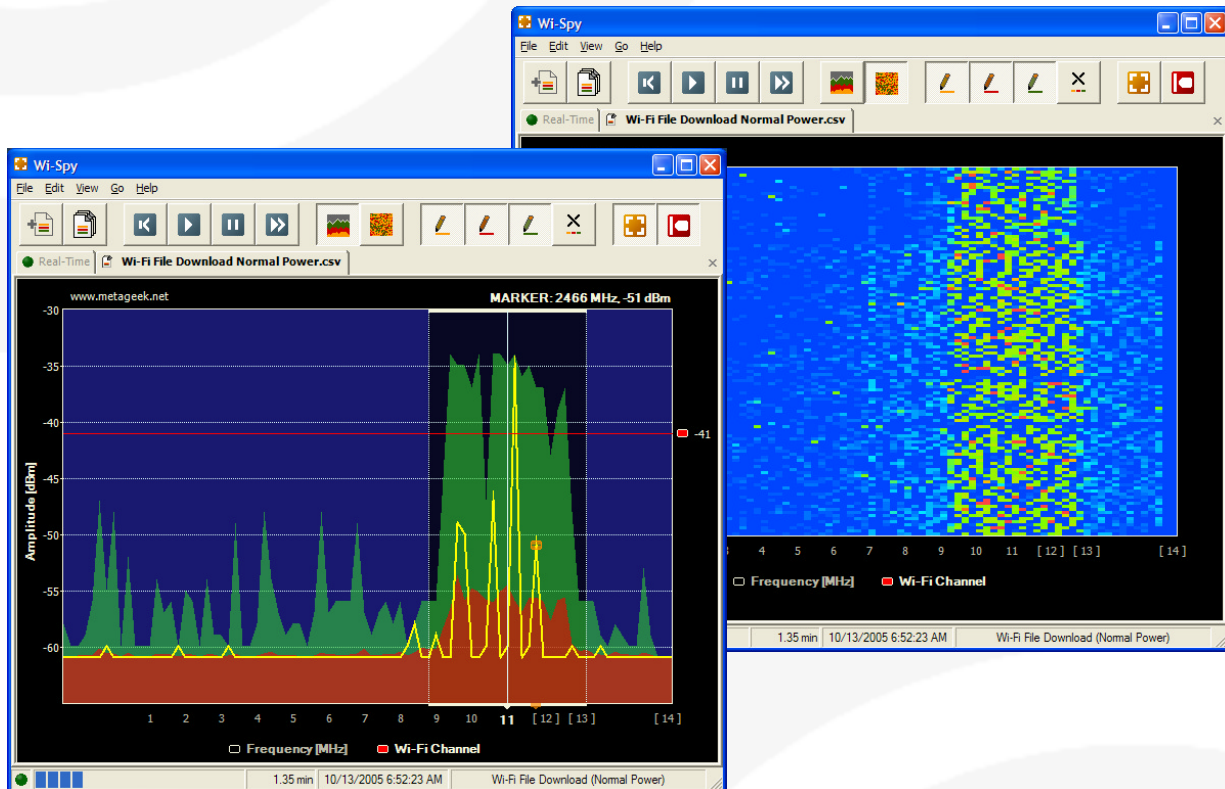 Wi-Spy
File Edit View Go Help
Real-Time Wi-Fi File Download Normal Power.csv
4 5 6 7 8 9 10 11 [ 12 ] [ 13 ] [ 14 ]
Frequency [MHz] Wi-Fi Channel
1.35 min 10/13/2005 6:52:23 AM Wi-Fi File Download (Normal Power)
Wi-Spy
File Edit View Go Help
Real-Time Wi-Fi File Download Normal Power.csv
www.metageek.net MARKER: 2466 MHz, -51 dBm
-30
-35
-40
-41
-45
-50
-55
-60
Amplitude [dBm]
1 2 3 4 5 6 7 8 9 10 11 [ 12 ] [ 13 ] [ 14 ]
Frequency [MHz] Wi-Fi Channel
1.35 min 10/13/2005 6:52:23 AM Wi-Fi File Download (Normal Power)